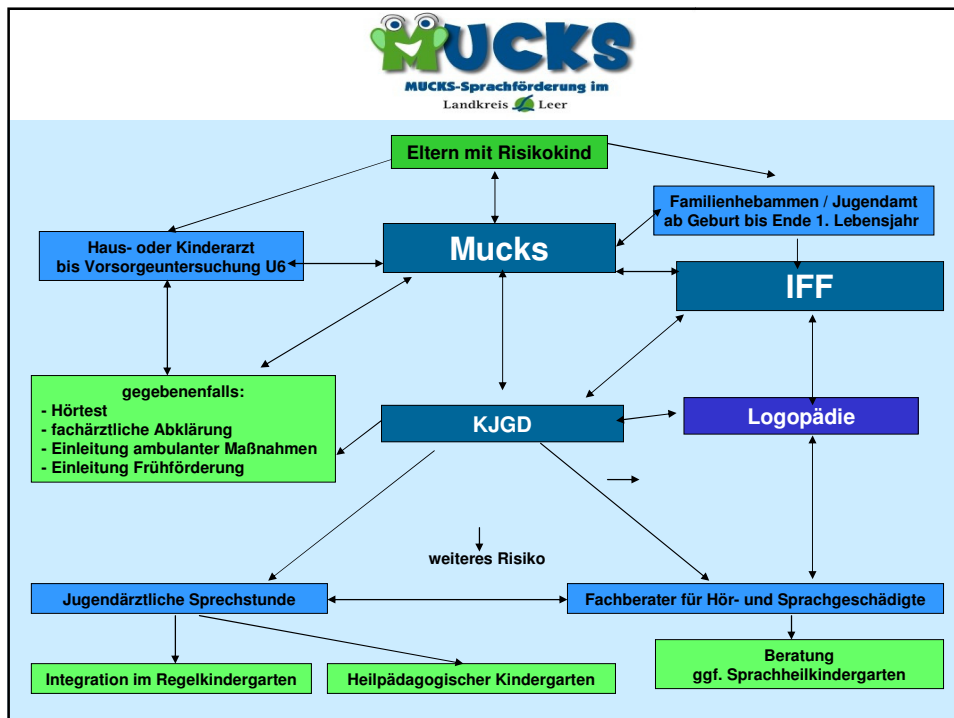 MUCKS
MUCKS-Sprachförderung im
Landkreis Leer
Eltern mit Risikokind
Familienhebammen / Jugendamt
ab Geburt bis Ende 1. Lebensjahr
Haus- oder Kinderarzt
bis Vorsorgeuntersuchung U6
Mucks
IFF
gegebenenfalls:
- Hörtest
- fachärztliche Abklärung
- Einleitung ambulanter Maßnahmen
- Einleitung Frühförderung
KJGD
Logopädie
weiteres Risiko
Jugendärztliche Sprechstunde
Fachberater für Hör- und Sprachgeschädigte
Integration im Regelkindergarten
Heilpädagogischer Kindergarten
Beratung
ggf. Sprachheilkindergarten